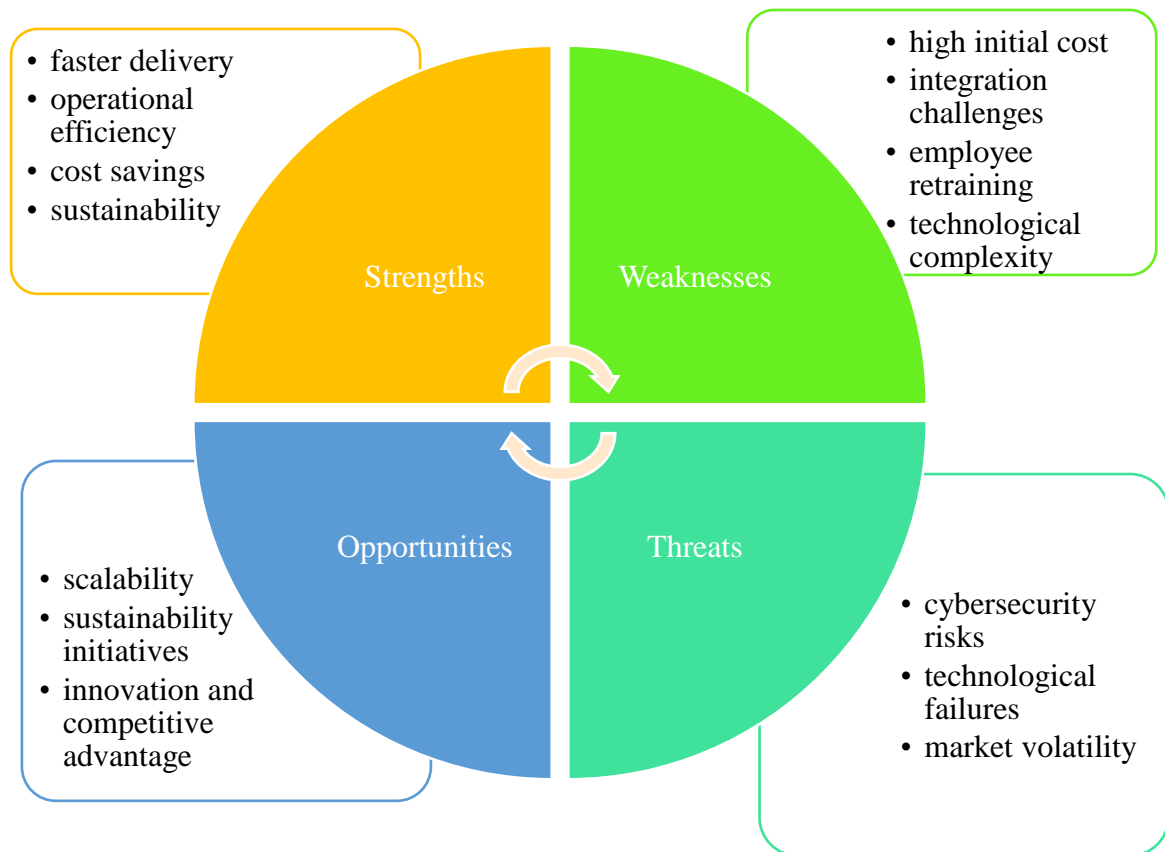 • faster delivery
• operational
efficiency
• cost savings
• sustainability
• high initial cost
• integration
challenges
• employee
retraining
• technological
complexity
Strengths
Weaknesses
Opportunities
Threats
• scalability
• sustainability
initiatives
• innovation and
competitive
advantage
• cybersecurity
risks
• technological
failures
• market volatility